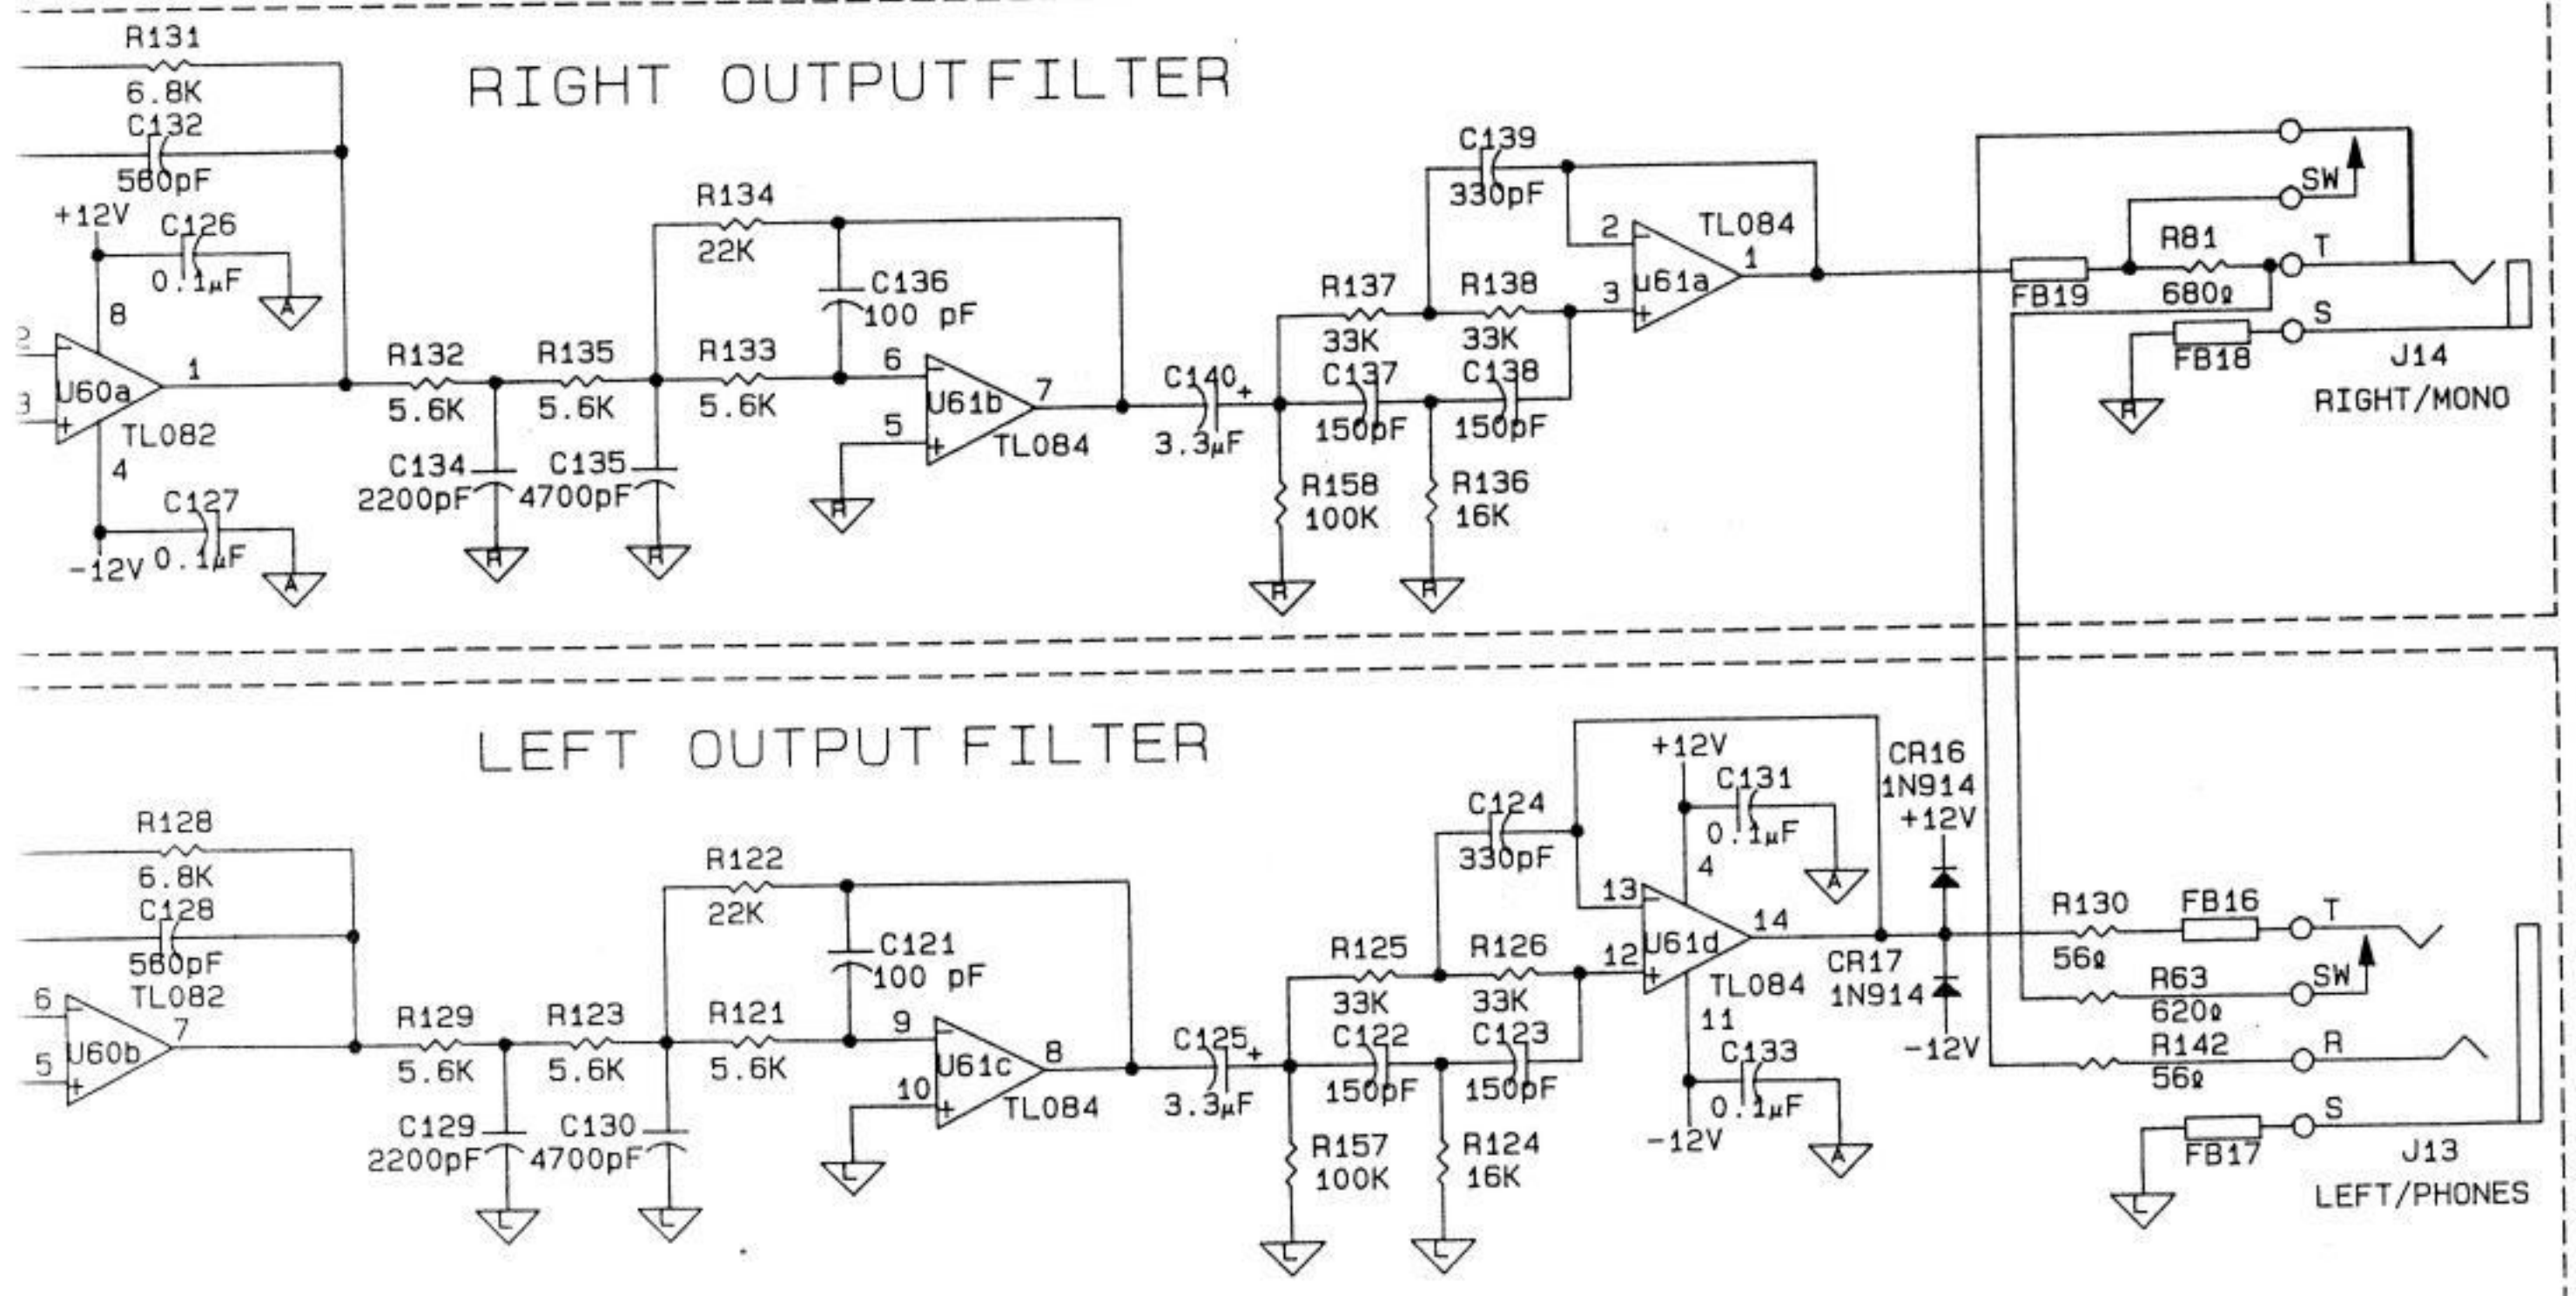 RIGHT OUTPUT FILTER
R131
6.8K
C132
560pF
+12V
C126
0.1µF
A
8
2
3
U60a
1
TL082
4
C127
-12V
0.1µF
A
R132
5.6K
R135
5.6K
C134
2200pF
C135
4700pF
R
R
R134
22K
C136
100 pF
R133
5.6K
6
5
U61b
7
TL084
R
C140
+
3.3µF
R158
100K
R
C139
330pF
R137
33K
R138
33K
C137
150pF
C138
150pF
R136
16K
R
2
3
u61a
TL084
1
FB19
R81
680Ω
SW
T
S
FB18
R
J14
RIGHT/MONO
LEFT OUTPUT FILTER
R128
6.8K
C128
560pF
TL082
6
5
U60b
7
R129
5.6K
R123
5.6K
C129
2200pF
C130
4700pF
L
L
R122
22K
C121
100 pF
R121
5.6K
9
10
U61c
8
TL084
L
C125
+
3.3µF
R157
100K
L
C124
330pF
R125
33K
R126
33K
C122
150pF
C123
150pF
R124
16K
L
+12V
C131
0.1µF
A
4
13
12
U61d
14
TL084
11
C133
0.1µF
-12V
A
CR16
1N914
+12V
CR17
1N914
-12V
R130
56Ω
FB16
T
R63
620Ω
SW
R142
56Ω
R
FB17
S
L
J13
LEFT/PHONES